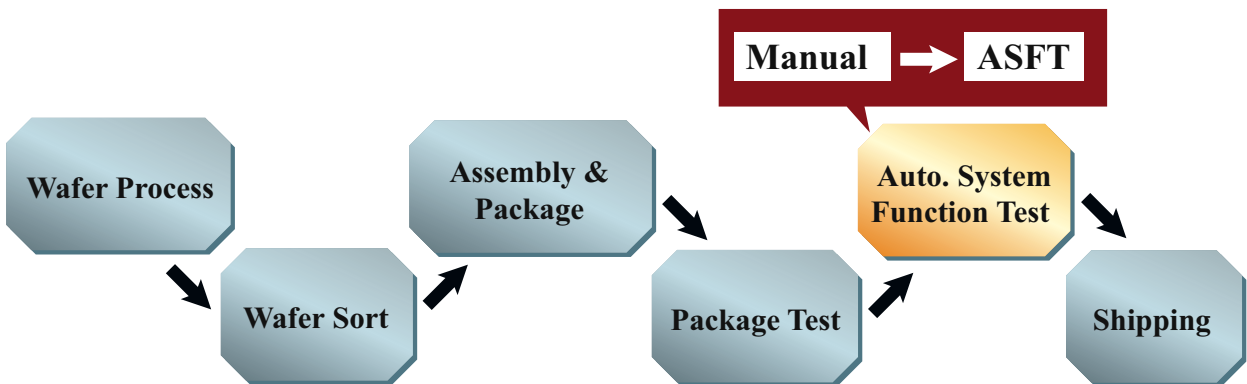 Manual
ASFT
Wafer Process
Wafer Sort
Assembly &
Package
Package Test
Auto. System
Function Test
Shipping